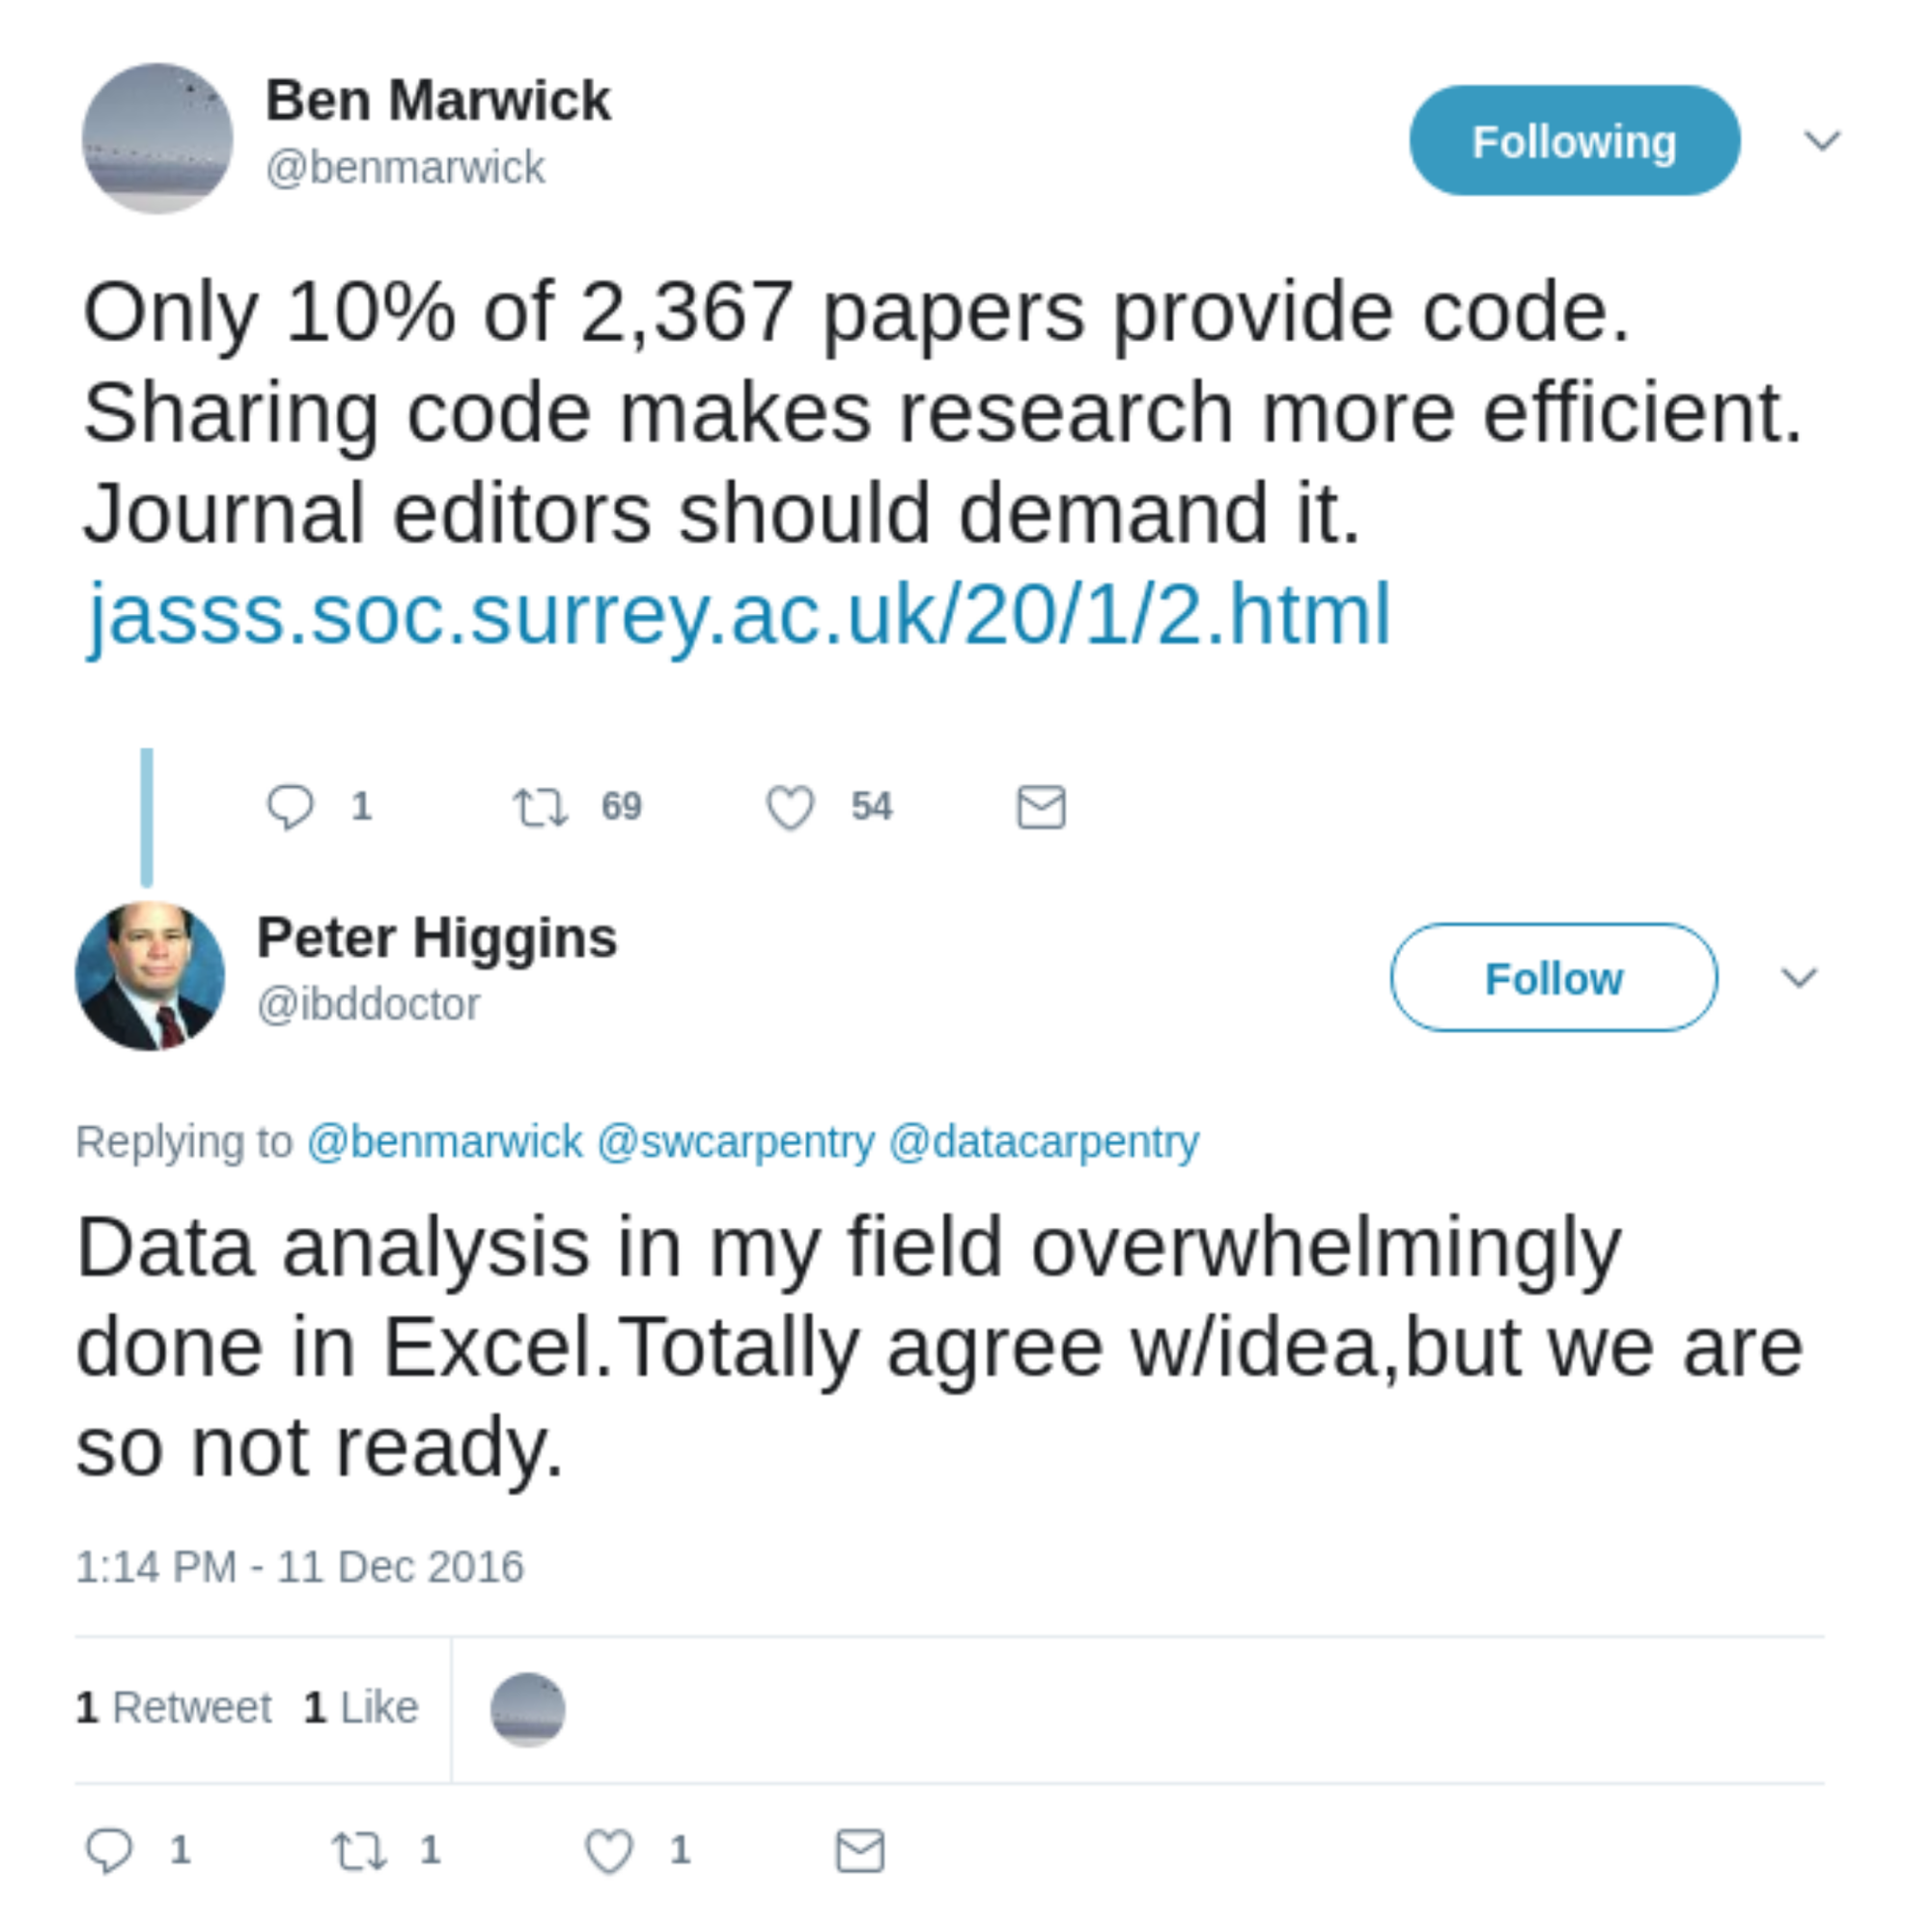 Ben Marwick
@benmarwick
Following
Only 10% of 2,367 papers provide code.
Sharing code makes research more efficient.
Journal editors should demand it.
jasss.soc.surrey.ac.uk/20/1/2.html
1 69 54
Peter Higgins
@ibddoctor
Follow
Replying to @benmarwick @swcarpentry @datacarpentry
Data analysis in my field overwhelmingly
done in Excel.Totally agree w/idea,but we are
so not ready.
1:14 PM - 11 Dec 2016
1 Retweet 1 Like
1 1 1